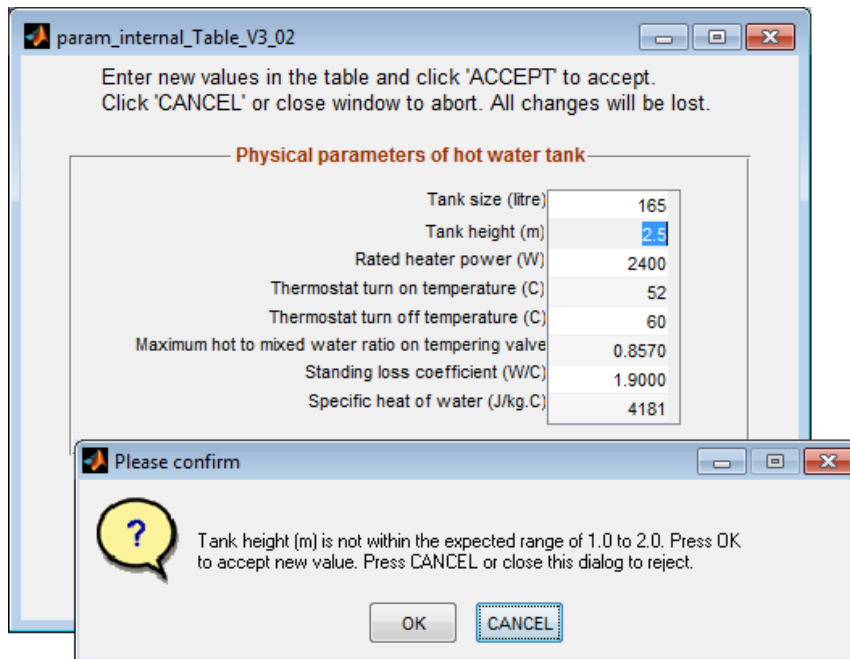 param_internal_Table_V3_02
Enter new values in the table and click 'ACCEPT' to accept.
Click 'CANCEL' or close window to abort. All changes will be lost.
Physical parameters of hot water tank
Tank size (litre) 165
Tank height (m) 2.5
Rated heater power (W) 2400
Thermostat turn on temperature (C) 52
Thermostat turn off temperature (C) 60
Maximum hot to mixed water ratio on tempering valve 0.8570
Standing loss coefficient (W/C) 1.9000
Specific heat of water (J/kg.C) 4181
Please confirm
Tank height (m) is not within the expected range of 1.0 to 2.0. Press OK
to accept new value. Press CANCEL or close this dialog to reject.
OK CANCEL